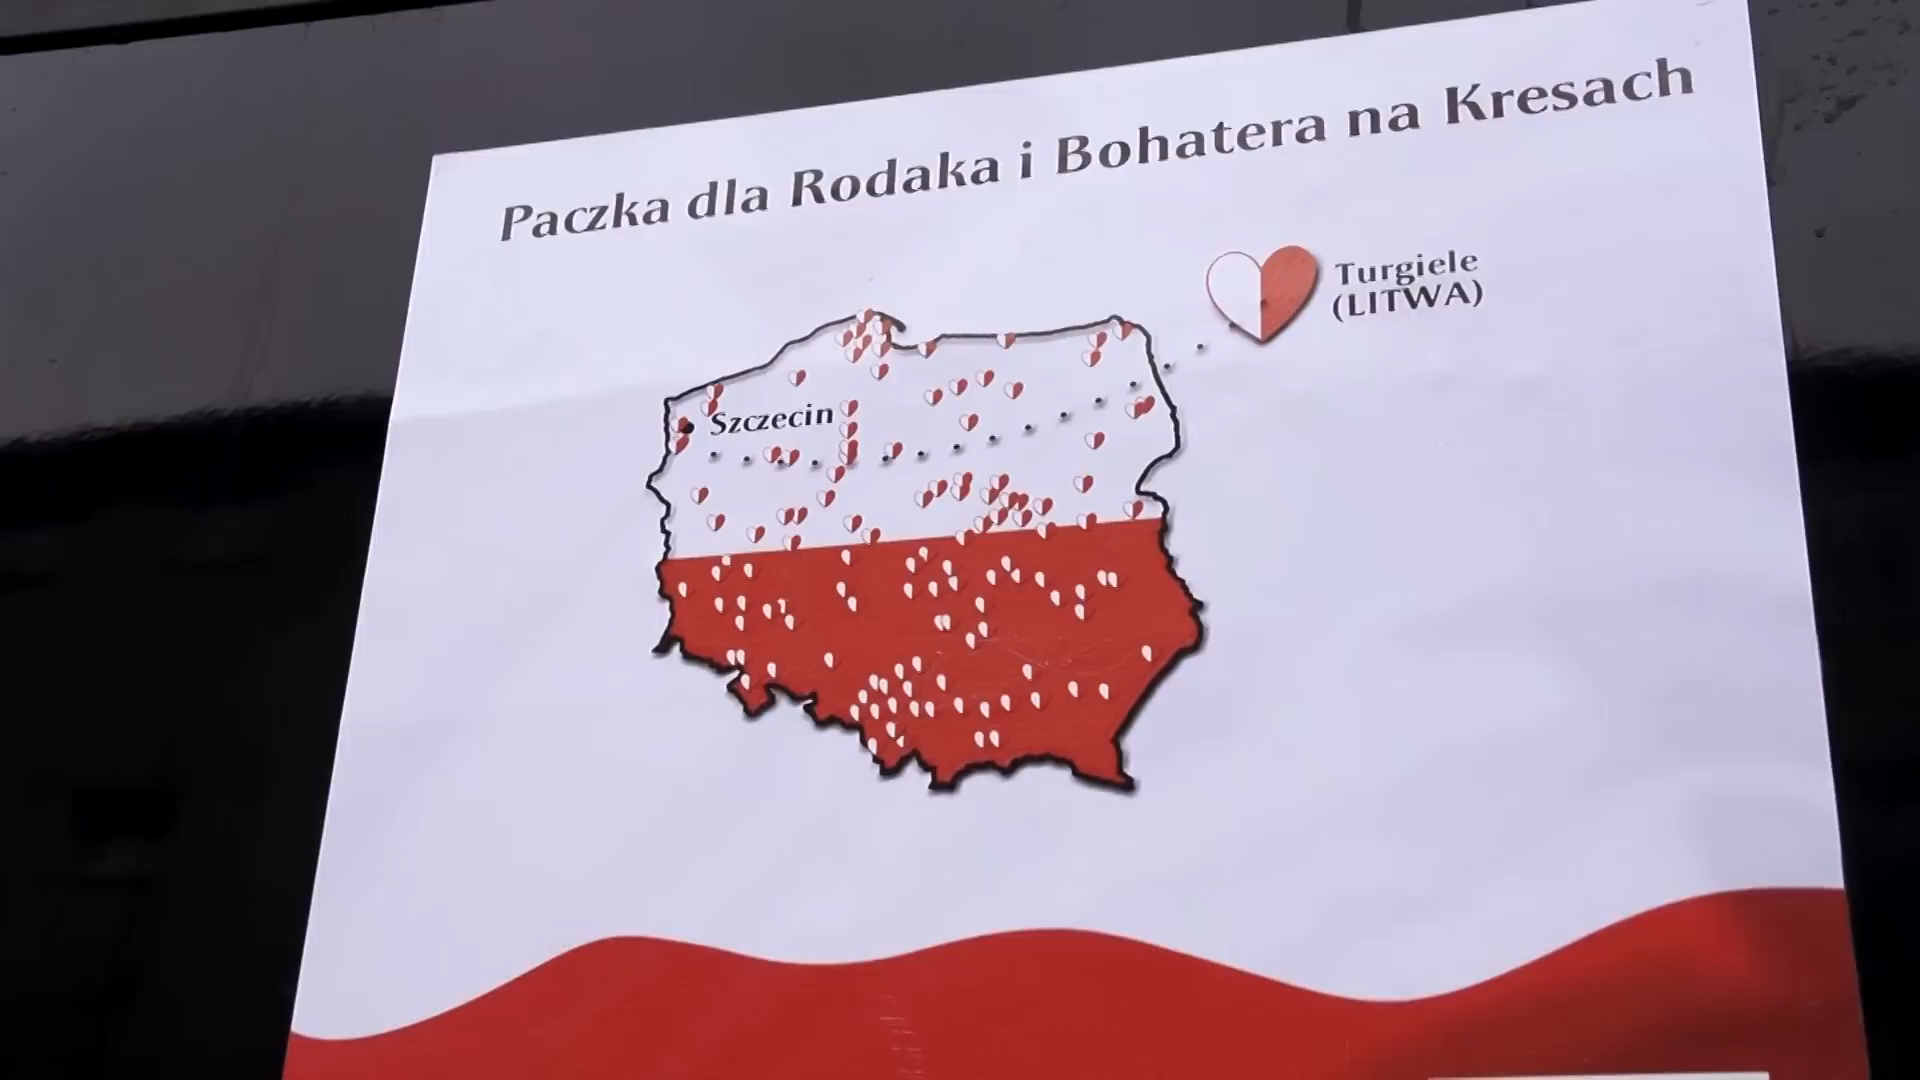 Paczka dla Rodaka i Bohatera na Kresach
Turgiele
(LITWA)
Szczecin